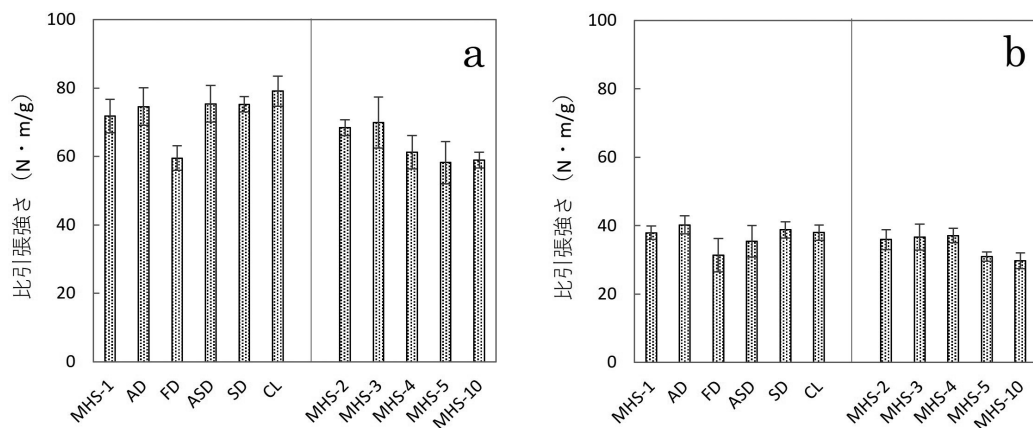 a
比引張強さ（N・m/g）
100
80
60
40
20
0
MHS-1
AD
FD
ASD
SD
CL
MHS-2
MHS-3
MHS-4
MHS-5
MHS-10
b
比引張強さ（N・m/g）
100
80
60
40
20
0
MHS-1
AD
FD
ASD
SD
CL
MHS-2
MHS-3
MHS-4
MHS-5
MHS-10